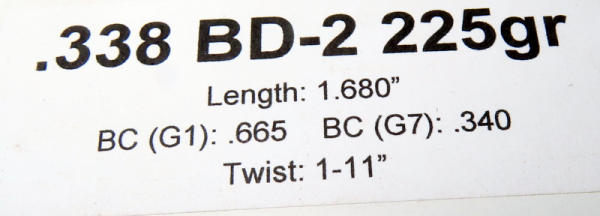 .338 BD-2 225gr
Length: 1.680”
BC (G1): .665 BC (G7): .340
Twist: 1-11”